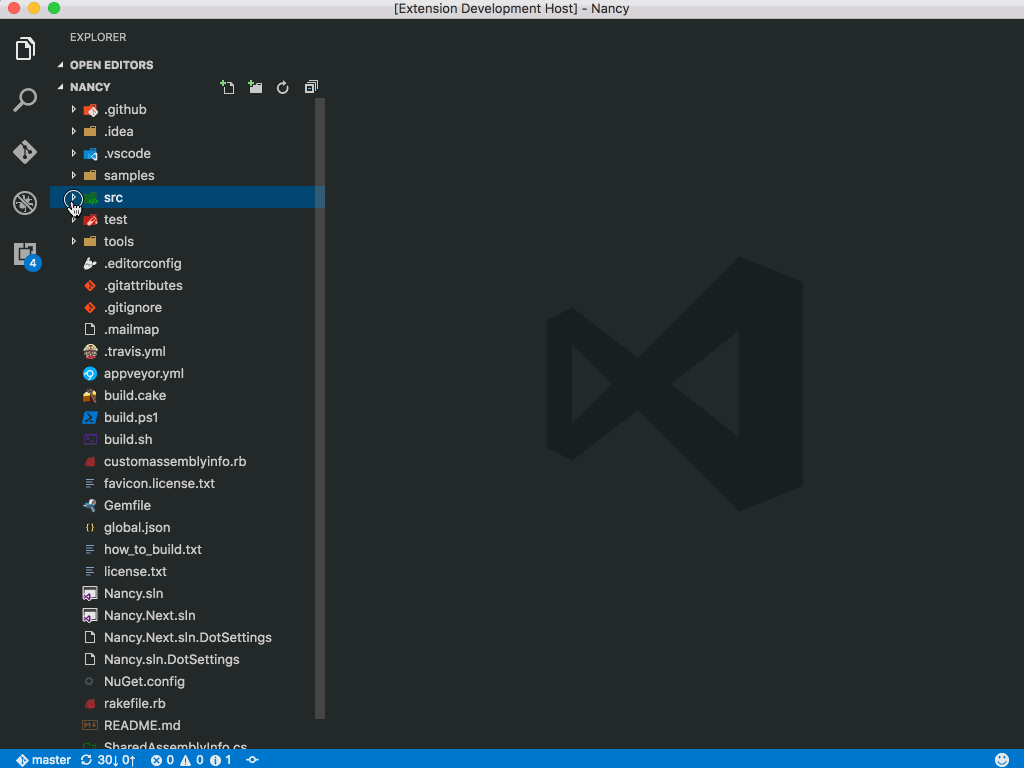 [Extension Development Host] - Nancy
EXPLORER
OPEN EDITORS
NANCY
.github
.idea
.vscode
samples
src
test
tools
.editorconfig
.gitattributes
.gitignore
.mailmap
.travis.yml
appveyor.yml
build.cake
build.ps1
build.sh
customassemblyinfo.rb
favicon.license.txt
Gemfile
global.json
how_to_build.txt
license.txt
Nancy.sln
Nancy.Next.sln
Nancy.Next.sln.DotSettings
Nancy.sln.DotSettings
NuGet.config
rakefile.rb
README.md
SharedAssemblyInfo.cs
4
master 30↓ 0↑ 0 0 1